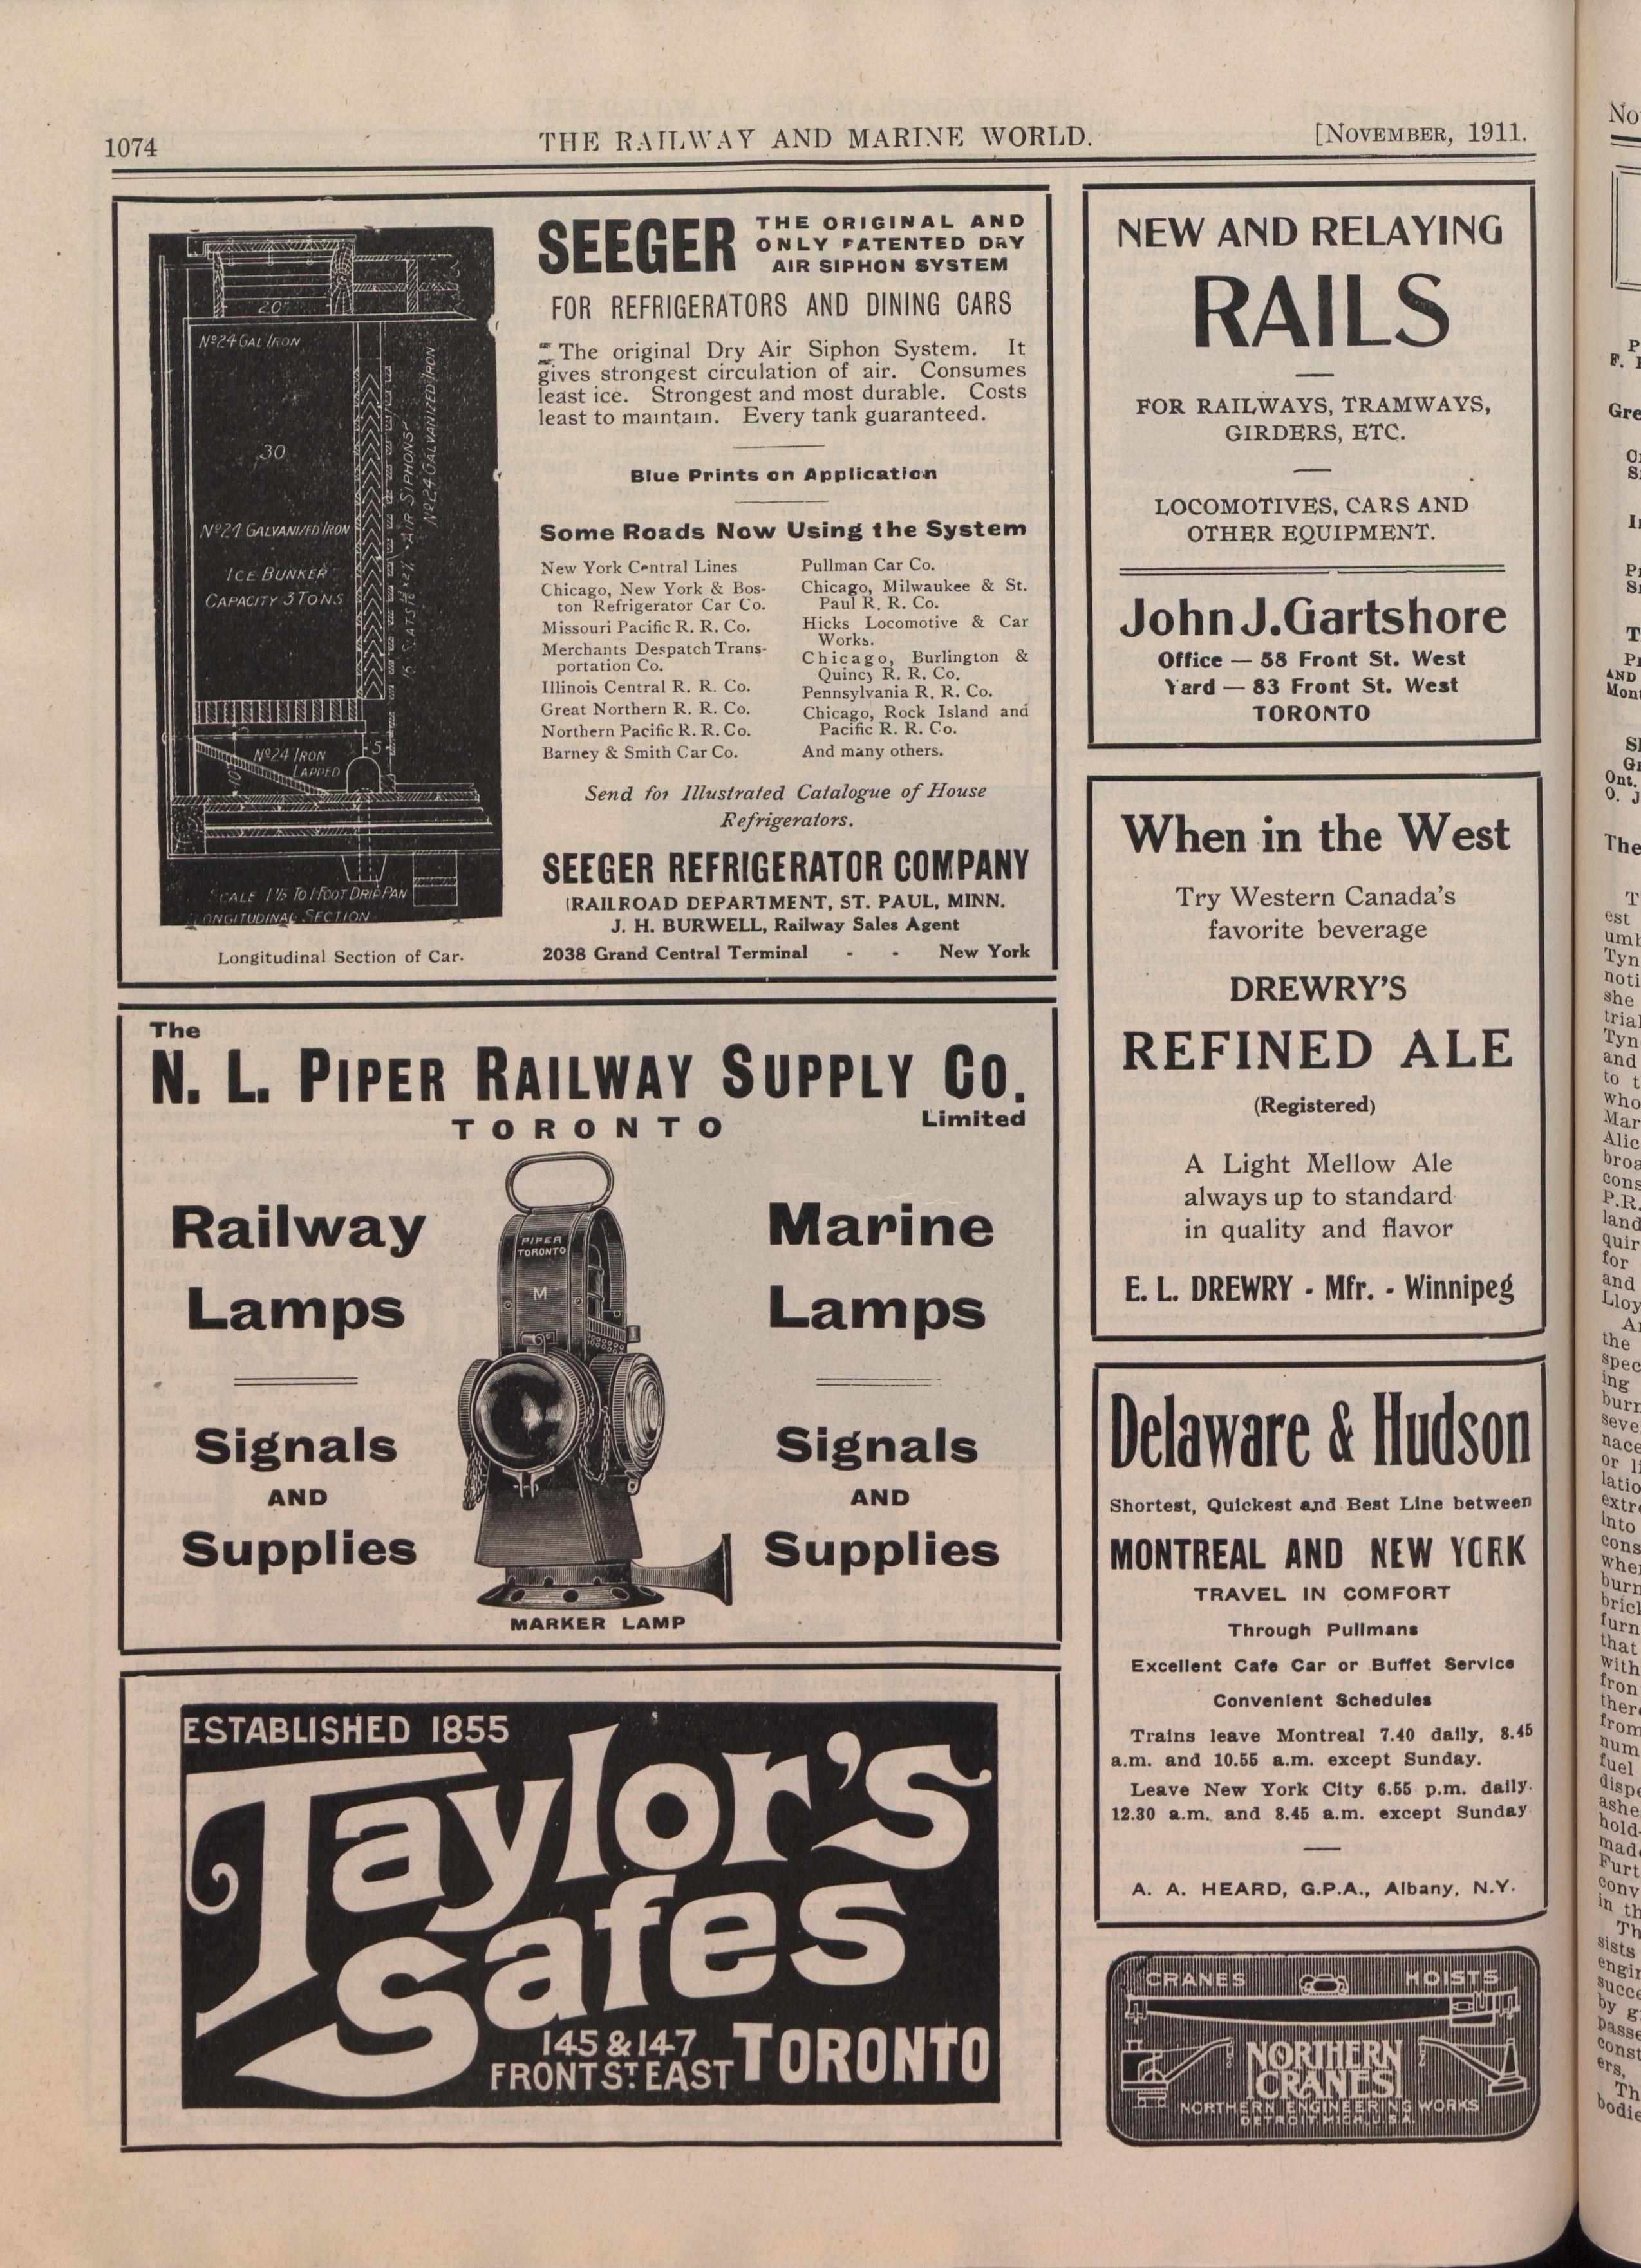 1074
THE RAILWAY AND MARINE WORLD.
[NOVEMBER, 1911.
20"
Nº24 GAL IRON
30
Nº24 GALVANIZED IRON
ICE BUNKER
CAPACITY 3 TONS
AIR SIPHONS
Nº24 GALVANIZED IRON
Nº24 IRON
LAPPED
5
10
SCALE 1½ TO 1 FOOT DRIP PAN
LONGITUDINAL SECTION
Longitudinal Section of Car.
SEEGER
THE ORIGINAL AND
ONLY PATENTED DRY
AIR SIPHON SYSTEM
FOR REFRIGERATORS AND DINING CARS
The original Dry Air Siphon System. It
gives strongest circulation of air. Consumes
least ice. Strongest and most durable. Costs
least to maintain. Every tank guaranteed.
Blue Prints on Application
Some Roads Now Using the System
New York Central Lines
Chicago, New York & Bos-
ton Refrigerator Car Co.
Missouri Pacific R. R. Co.
Merchants Despatch Trans-
portation Co.
Illinois Central R. R. Co.
Great Northern R. R. Co.
Northern Pacific R. R. Co.
Barney & Smith Car Co.
Pullman Car Co.
Chicago, Milwaukee & St.
Paul R. R. Co.
Hicks Locomotive & Car
Works.
Chicago, Burlington &
Quincy R. R. Co.
Pennsylvania R. R. Co.
Chicago, Rock Island and
Pacific R. R. Co.
And many others.
Send for Illustrated Catalogue of House
Refrigerators.
SEEGER REFRIGERATOR COMPANY
RAILROAD DEPARTMENT, ST. PAUL, MINN.
J. H. BURWELL, Railway Sales Agent
2038 Grand Central Terminal - - New York
The
N. L. PIPER RAILWAY SUPPLY CO.
Limited
TORONTO
Railway
Lamps
Signals
AND
Supplies
PIPER
TORONTO
M
MARKER LAMP
Marine
Lamps
Signals
AND
Supplies
ESTABLISHED 1855
Taylor's
Safes
145 & 147
FRONT ST. EAST
TORONTO
NEW AND RELAYING
RAILS
FOR RAILWAYS, TRAMWAYS,
GIRDERS, ETC.
LOCOMOTIVES, CARS AND
OTHER EQUIPMENT.
John J. Gartshore
Office — 58 Front St. West
Yard — 83 Front St. West
TORONTO
When in the West
Try Western Canada's
favorite beverage
DREWRY'S
REFINED ALE
(Registered)
A Light Mellow Ale
always up to standard
in quality and flavor
E. L. DREWRY - Mfr. - Winnipeg
Delaware & Hudson
Shortest, Quickest and Best Line between
MONTREAL AND NEW YORK
TRAVEL IN COMFORT
Through Pullmans
Excellent Cafe Car or Buffet Service
Convenient Schedules
Trains leave Montreal 7.40 daily, 8.45
a.m. and 10.55 a.m. except Sunday.
Leave New York City 6.55 p.m. daily.
12.30 a.m. and 8.45 a.m. except Sunday.
A. A. HEARD, G.P.A., Albany, N.Y.
CRANES
HOISTS
NORTHERN
CRANES
NORTHERN ENGINEERING WORKS
DETROIT, MICH., U.S.A.